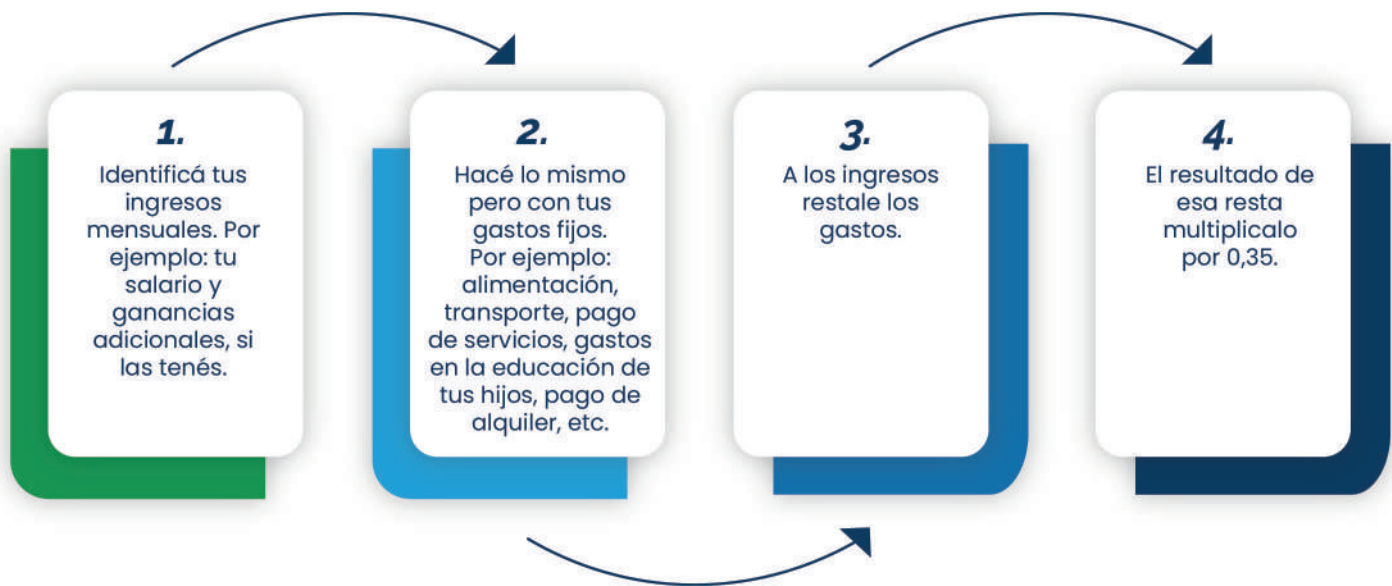 1.
Identificá tus
ingresos
mensuales. Por
ejemplo: tu
salario y
ganancias
adicionales, si
las tenés.
2.
Hacé lo mismo
pero con tus
gastos fijos.
Por ejemplo:
alimentación,
transporte, pago
de servicios, gastos
en la educación de
tus hijos, pago de
alquiler, etc.
3.
A los ingresos
restale los
gastos.
4.
El resultado de
esa resta
multiplicalo
por 0,35.